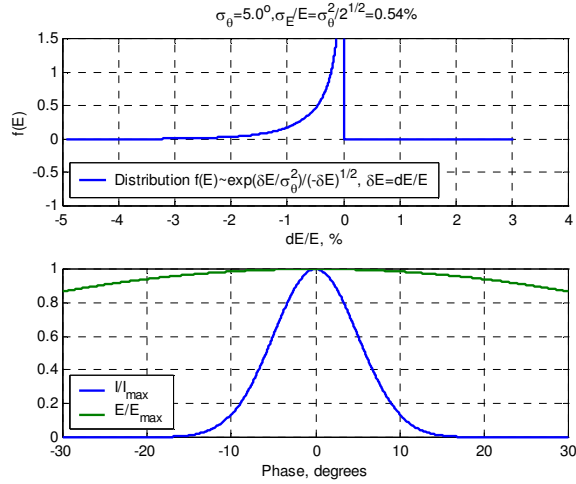 σθ=5.0°,σE/E=σθ²/2^1/2=0.54%
1.5
1
0.5
0
-0.5
-1
f(E)
Distribution f(E)~exp(δE/σθ²)/(-δE)^1/2, δE=dE/E
-5 -4 -3 -2 -1 0 1 2 3 4
dE/E, %
1
0.8
0.6
0.4
0.2
0
I/Imax
E/Emax
-30 -20 -10 0 10 20 30
Phase, degrees